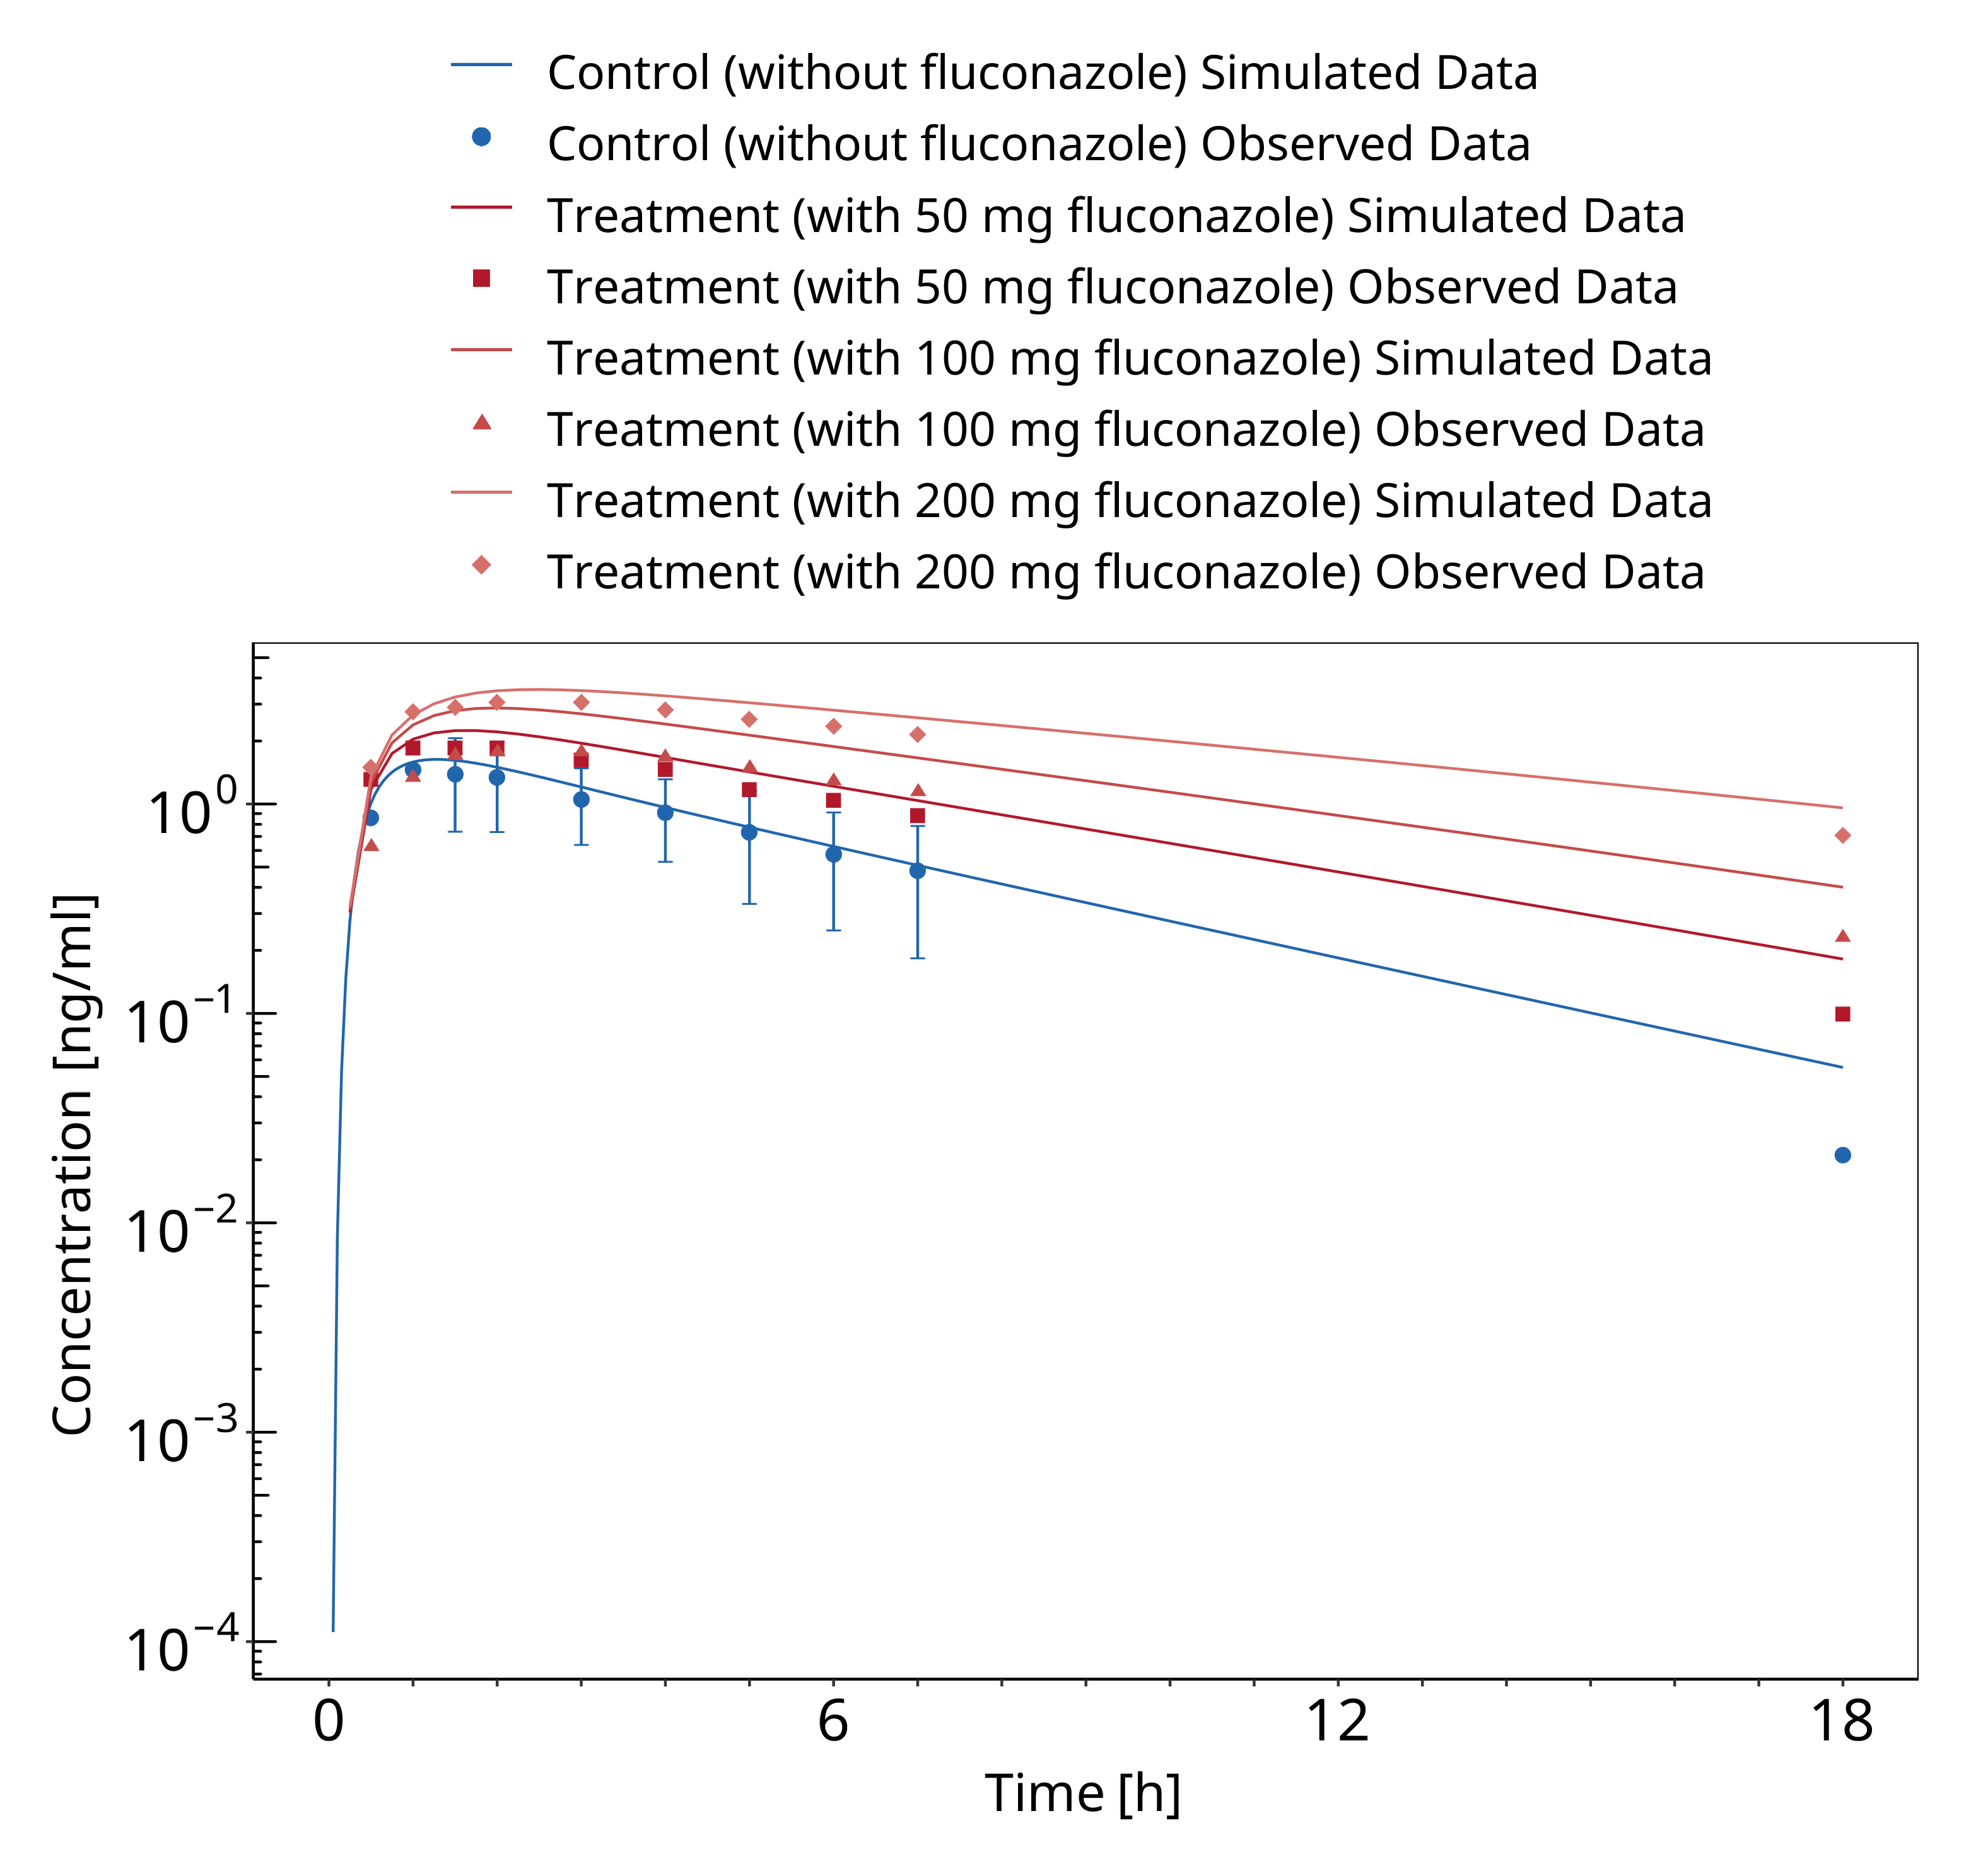 Control (without fluconazole) Simulated Data
Control (without fluconazole) Observed Data
Treatment (with 50 mg fluconazole) Simulated Data
Treatment (with 50 mg fluconazole) Observed Data
Treatment (with 100 mg fluconazole) Simulated Data
Treatment (with 100 mg fluconazole) Observed Data
Treatment (with 200 mg fluconazole) Simulated Data
Treatment (with 200 mg fluconazole) Observed Data
Concentration [ng/ml]
10⁰
10⁻¹
10⁻²
10⁻³
10⁻⁴
0 6 12 18
Time [h]